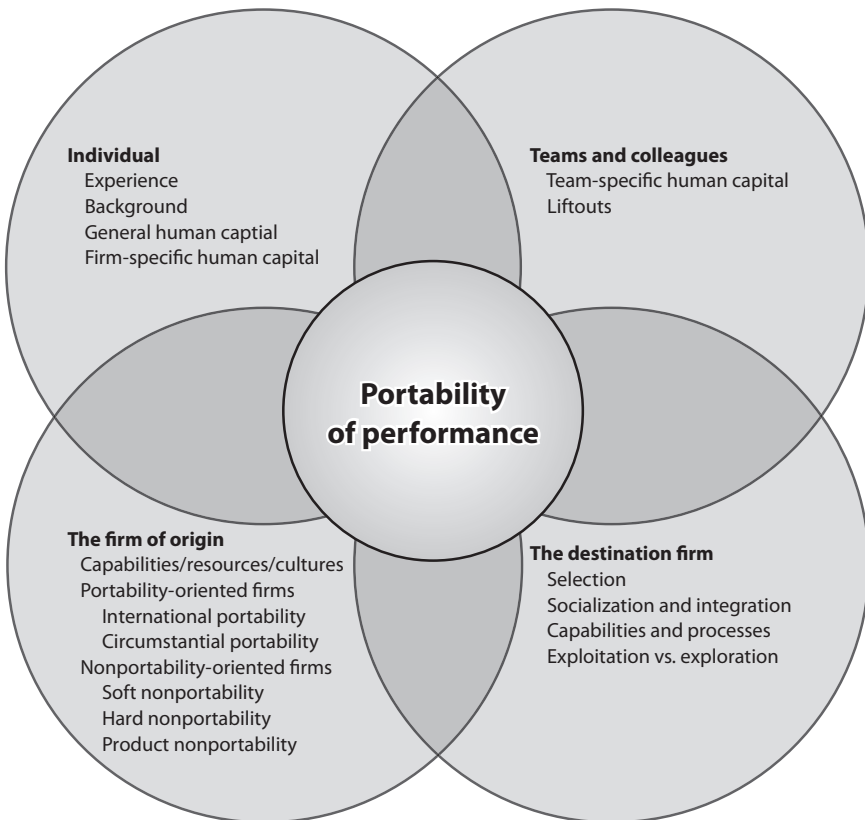 Individual
Experience
Background
General human captial
Firm-specific human capital
Teams and colleagues
Team-specific human capital
Liftouts
Portability
of performance
The firm of origin
Capabilities/resources/cultures
Portability-oriented firms
International portability
Circumstantial portability
Nonportability-oriented firms
Soft nonportability
Hard nonportability
Product nonportability
The destination firm
Selection
Socialization and integration
Capabilities and processes
Exploitation vs. exploration